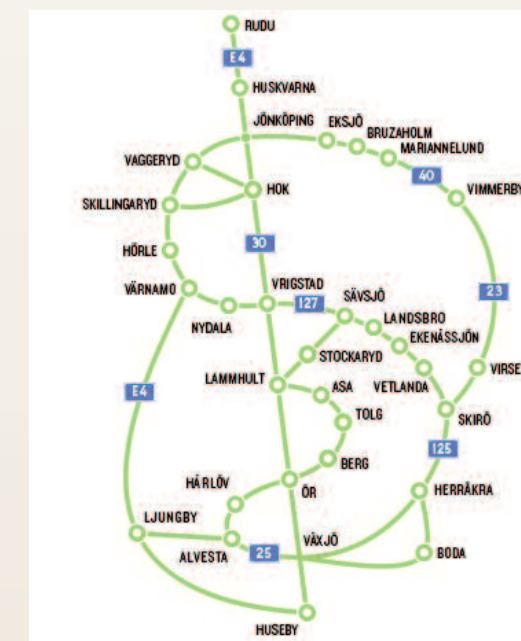 RUDU
E4
HUSKVARNA
JÖNKÖPING
EKSJÖ
BRUZAHOLM
MARIANNELUND
VAGGERYD
40
HOK
VIMMERBY
SKILLINGARYD
30
HÖRLE
VÄRNAMO
VRIGSTAD
127
SÄVSJÖ
23
NYDALA
LANDSBRO
EKENÄSSJÖN
STOCKARYD
VIRSE
LAMMHULT
ASA
VETLANDA
E4
TOLG
SKIRÖ
125
BERG
HÄRLÖV
ÖR
HERRÅKRA
LJUNGBY
VÄXJÖ
ALVESTA
25
BODA
HUSEBY